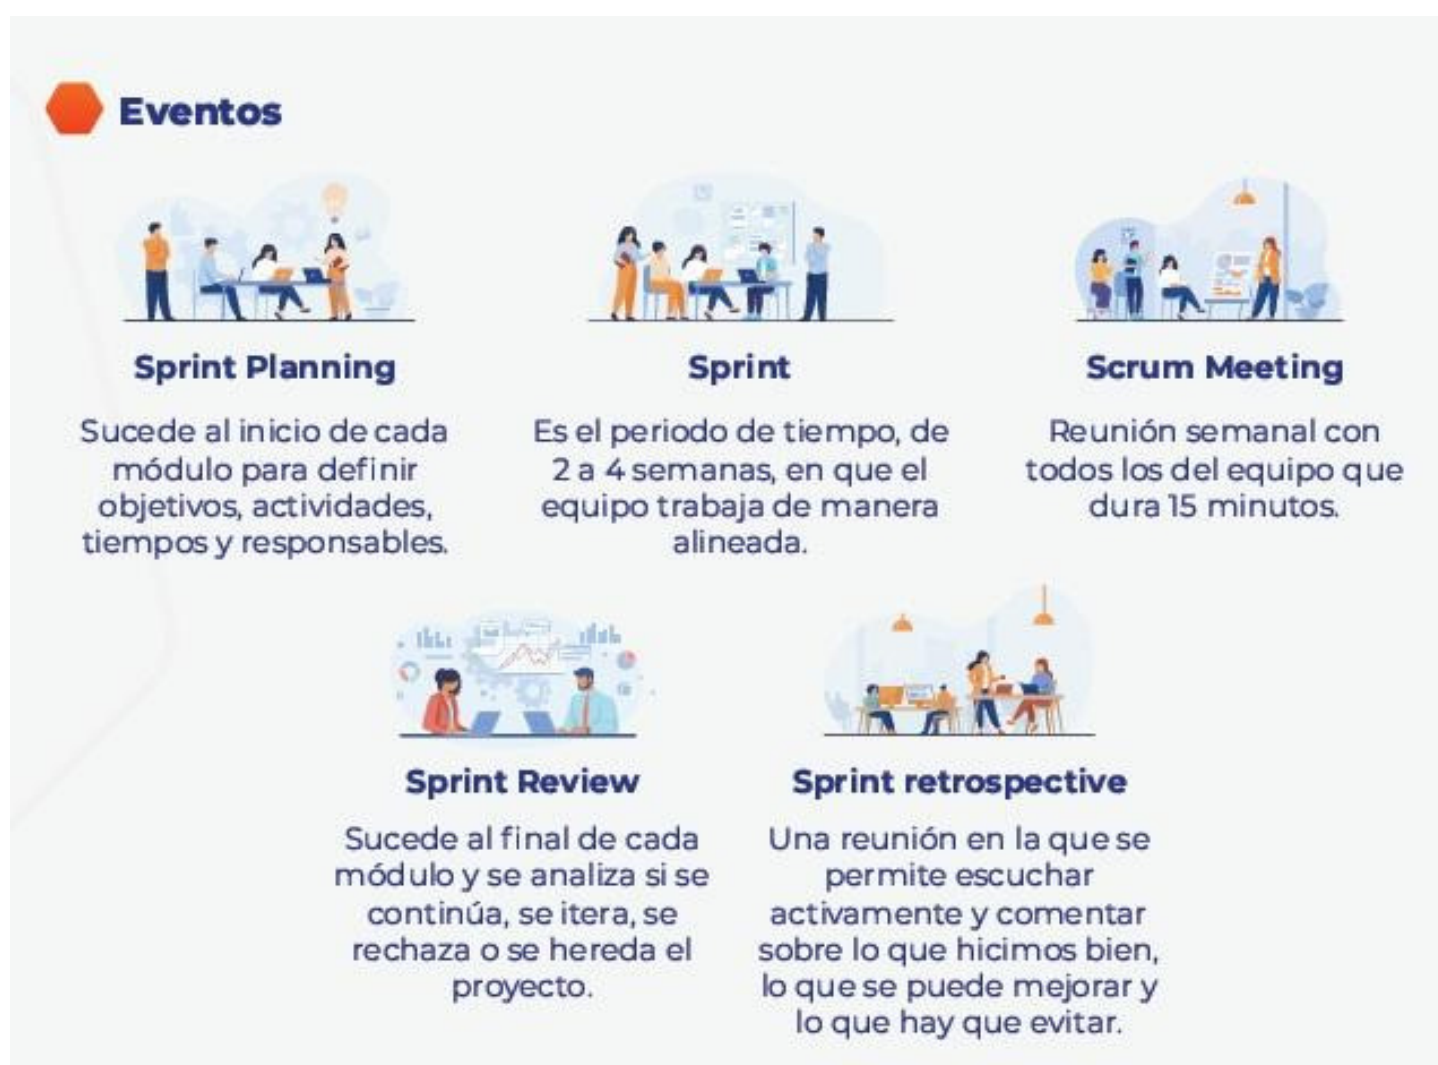 Eventos
Sprint Planning
Sucede al inicio de cada
módulo para definir
objetivos, actividades,
tiempos y responsables.
Sprint
Es el periodo de tiempo, de
2 a 4 semanas, en que el
equipo trabaja de manera
alineada.
Scrum Meeting
Reunión semanal con
todos los del equipo que
dura 15 minutos.
Sprint Review
Sucede al final de cada
módulo y se analiza si se
continúa, se itera, se
rechaza o se hereda el
proyecto.
Sprint retrospective
Una reunión en la que se
permite escuchar
activamente y comentar
sobre lo que hicimos bien,
lo que se puede mejorar y
lo que hay que evitar.